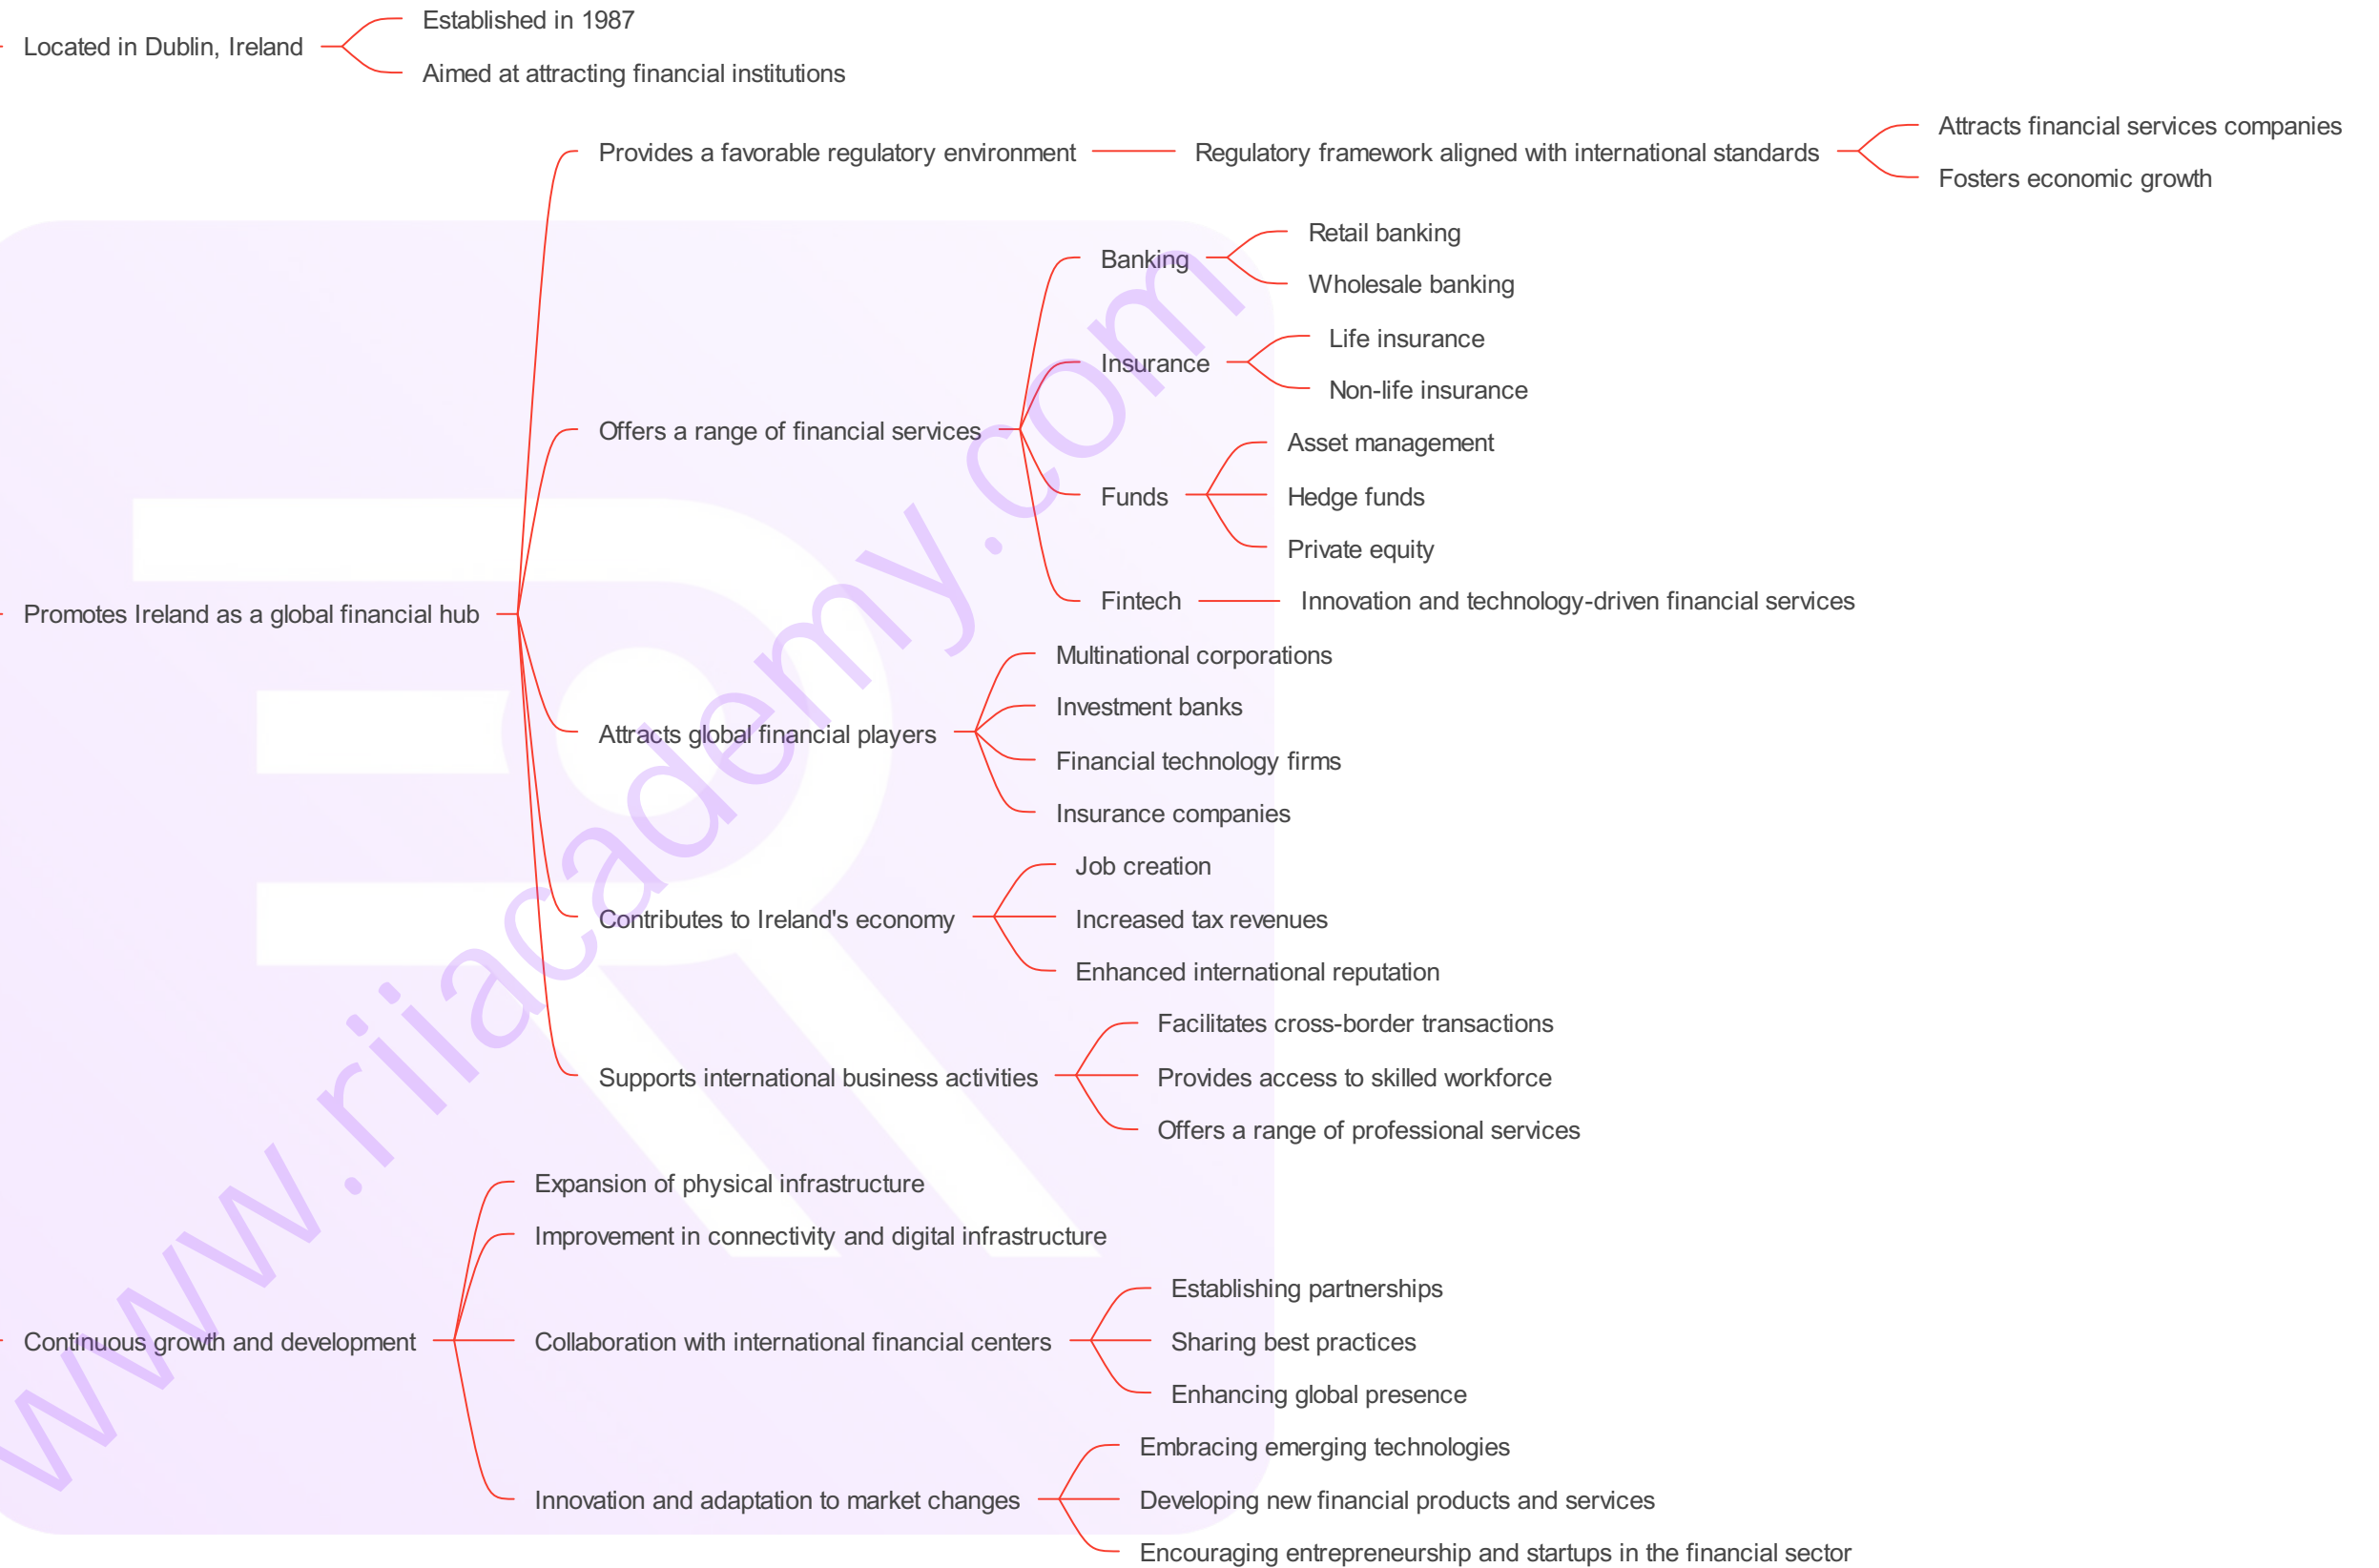 Located in Dublin, Ireland
Established in 1987
Aimed at attracting financial institutions
Promotes Ireland as a global financial hub
Provides a favorable regulatory environment
Regulatory framework aligned with international standards
Attracts financial services companies
Fosters economic growth
Offers a range of financial services
Banking
Retail banking
Wholesale banking
Insurance
Life insurance
Non-life insurance
Funds
Asset management
Hedge funds
Private equity
Fintech
Innovation and technology-driven financial services
Attracts global financial players
Multinational corporations
Investment banks
Financial technology firms
Insurance companies
Contributes to Ireland's economy
Job creation
Increased tax revenues
Enhanced international reputation
Supports international business activities
Facilitates cross-border transactions
Provides access to skilled workforce
Offers a range of professional services
Continuous growth and development
Expansion of physical infrastructure
Improvement in connectivity and digital infrastructure
Collaboration with international financial centers
Establishing partnerships
Sharing best practices
Enhancing global presence
Innovation and adaptation to market changes
Embracing emerging technologies
Developing new financial products and services
Encouraging entrepreneurship and startups in the financial sector
www.riiacademy.com